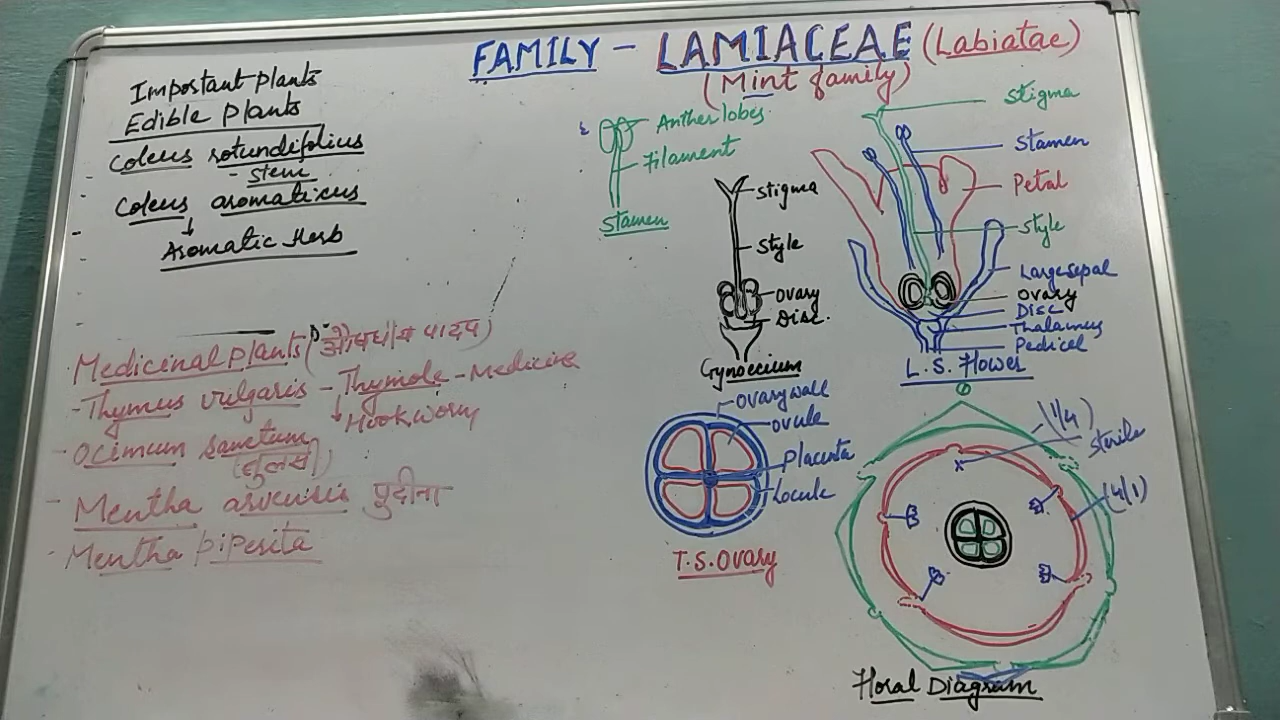 FAMILY - LAMIACEAE (Labiatae)
(Mint family)
Important plants
Edible plants
Coleus rotundifolius
- stem
Coleus aromaticus
Aromatic Herb
Medicinal plants (औषधीय पादप)
- Thymus vulgaris - Thymole - Medicine
Hookworm
- Ocimum sanctum
(तुलसी)
- Mentha arvensis पुदीना
- Mentha piperita
Anther lobes
Filament
Stamen
Stigma
Style
Ovary
Disc
Gynoecium
Stigma
Stamen
Petal
Style
Large sepal
Ovary
Disc
Thalamus
Pedicel
L.S. Flower
Ovary wall
Ovule
Placenta
Locule
T.S. Ovary
(1/4)
sterile
(4/1)
Floral Diagram